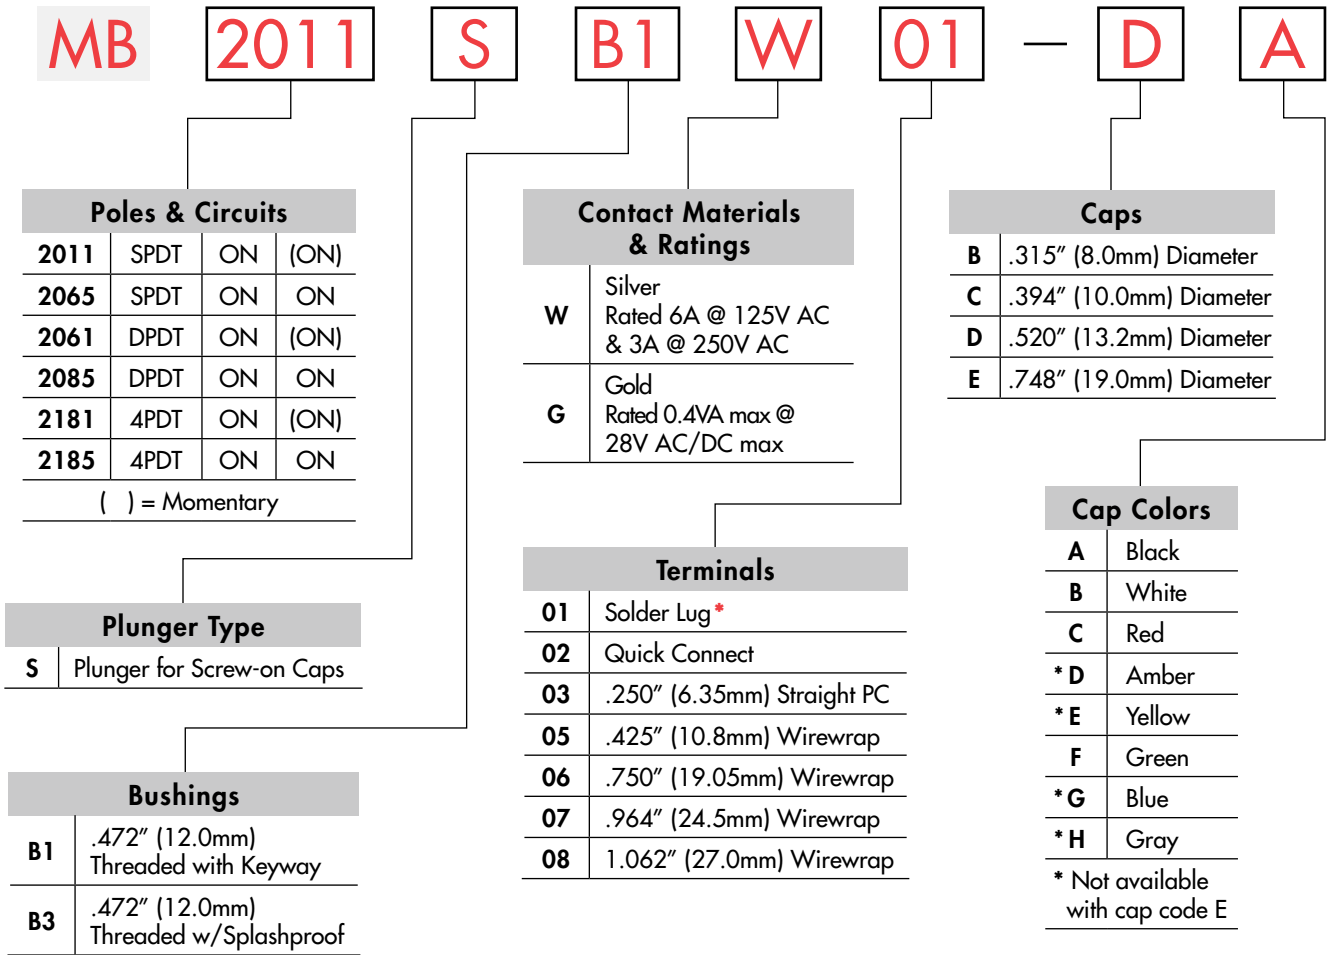 MB 2011 S B1 W 01 — D A
Poles & Circuits
2011 SPDT ON (ON)
2065 SPDT ON ON
2061 DPDT ON (ON)
2085 DPDT ON ON
2181 4PDT ON (ON)
2185 4PDT ON ON
( ) = Momentary
Plunger Type
S Plunger for Screw-on Caps
Bushings
B1 .472″ (12.0mm)
Threaded with Keyway
B3 .472″ (12.0mm)
Threaded w/Splashproof
Contact Materials
& Ratings
W Silver
Rated 6A @ 125V AC
& 3A @ 250V AC
G Gold
Rated 0.4VA max @
28V AC/DC max
Terminals
01 Solder Lug*
02 Quick Connect
03 .250″ (6.35mm) Straight PC
05 .425″ (10.8mm) Wirewrap
06 .750″ (19.05mm) Wirewrap
07 .964″ (24.5mm) Wirewrap
08 1.062″ (27.0mm) Wirewrap
Caps
B .315″ (8.0mm) Diameter
C .394″ (10.0mm) Diameter
D .520″ (13.2mm) Diameter
E .748″ (19.0mm) Diameter
Cap Colors
A Black
B White
C Red
* D Amber
* E Yellow
F Green
* G Blue
* H Gray
* Not available
with cap code E